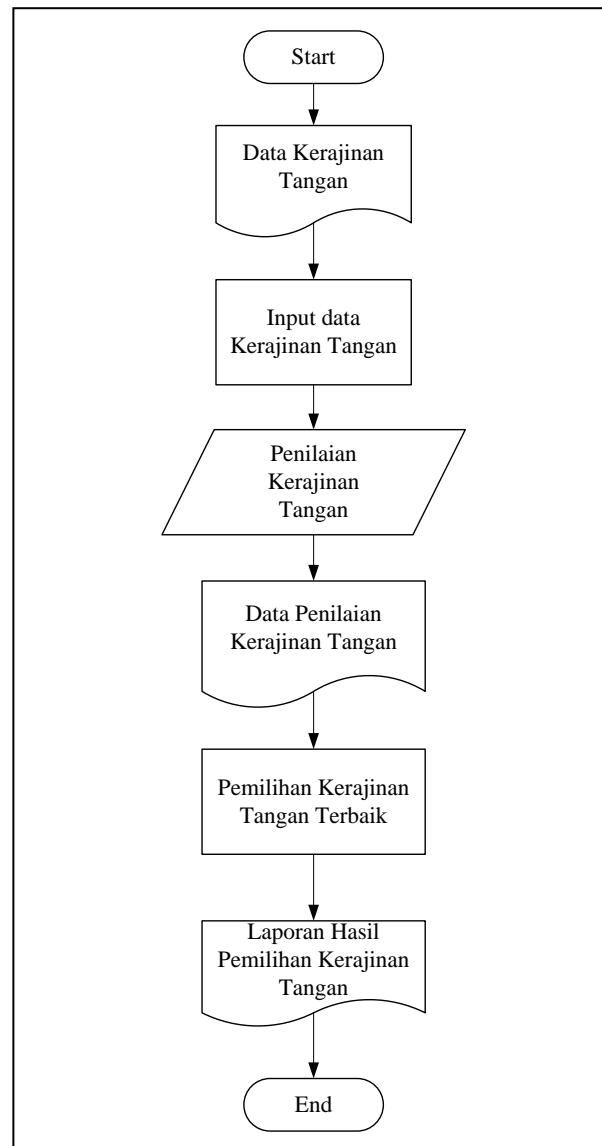 Start
Data Kerajinan
Tangan
Input data
Kerajinan Tangan
Penilaian
Kerajinan
Tangan
Data Penilaian
Kerajinan Tangan
Pemilihan Kerajinan
Tangan Terbaik
Laporan Hasil
Pemilihan Kerajinan
Tangan
End